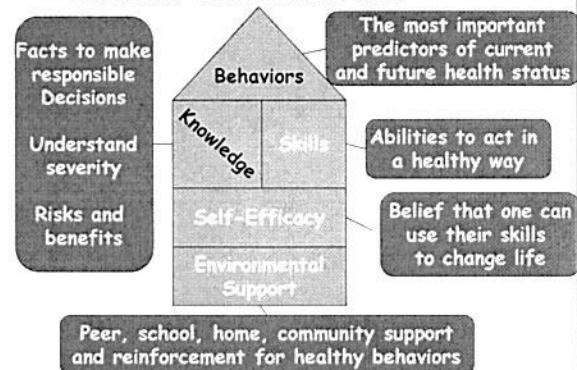 Facts to make
responsible
Decisions
Understand
severity
Risks and
benefits
The most important
predictors of current
and future health status
Behaviors
Knowledge
Skills
Abilities to act in
a healthy way
Self-Efficacy
Belief that one can
use their skills
to change life
Environmental
Support
Peer, school, home, community support
and reinforcement for healthy behaviors